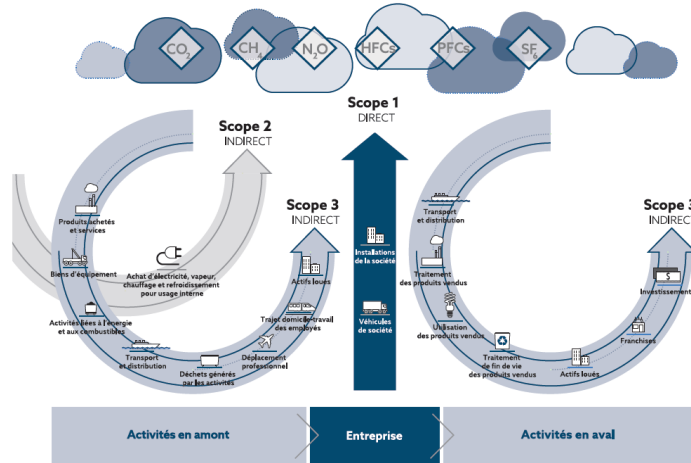 CO2
CH4
N2O
HFCs
PFCs
SF6
Scope 2
INDIRECT
Scope 1
DIRECT
Scope 3
INDIRECT
Scope 3
INDIRECT
Produits achetés
et services
Biens d'équipement
Achat d'électricité, vapeur,
chauffage et refroidissement
pour usage interne
Activités liées à l'énergie
et aux combustibles
Transport
et distribution
Déchets générés
par les activités
Déplacement
professionnel
Trajet domicile-travail
des employés
Actifs loués
Installations
de la société
Véhicules
de société
Transport
et distribution
Traitement
des produits vendus
Utilisation
des produits vendus
Traitement
de fin de vie
des produits vendus
Actifs loués
Franchises
$
Investissement
Activités en amont
Entreprise
Activités en aval